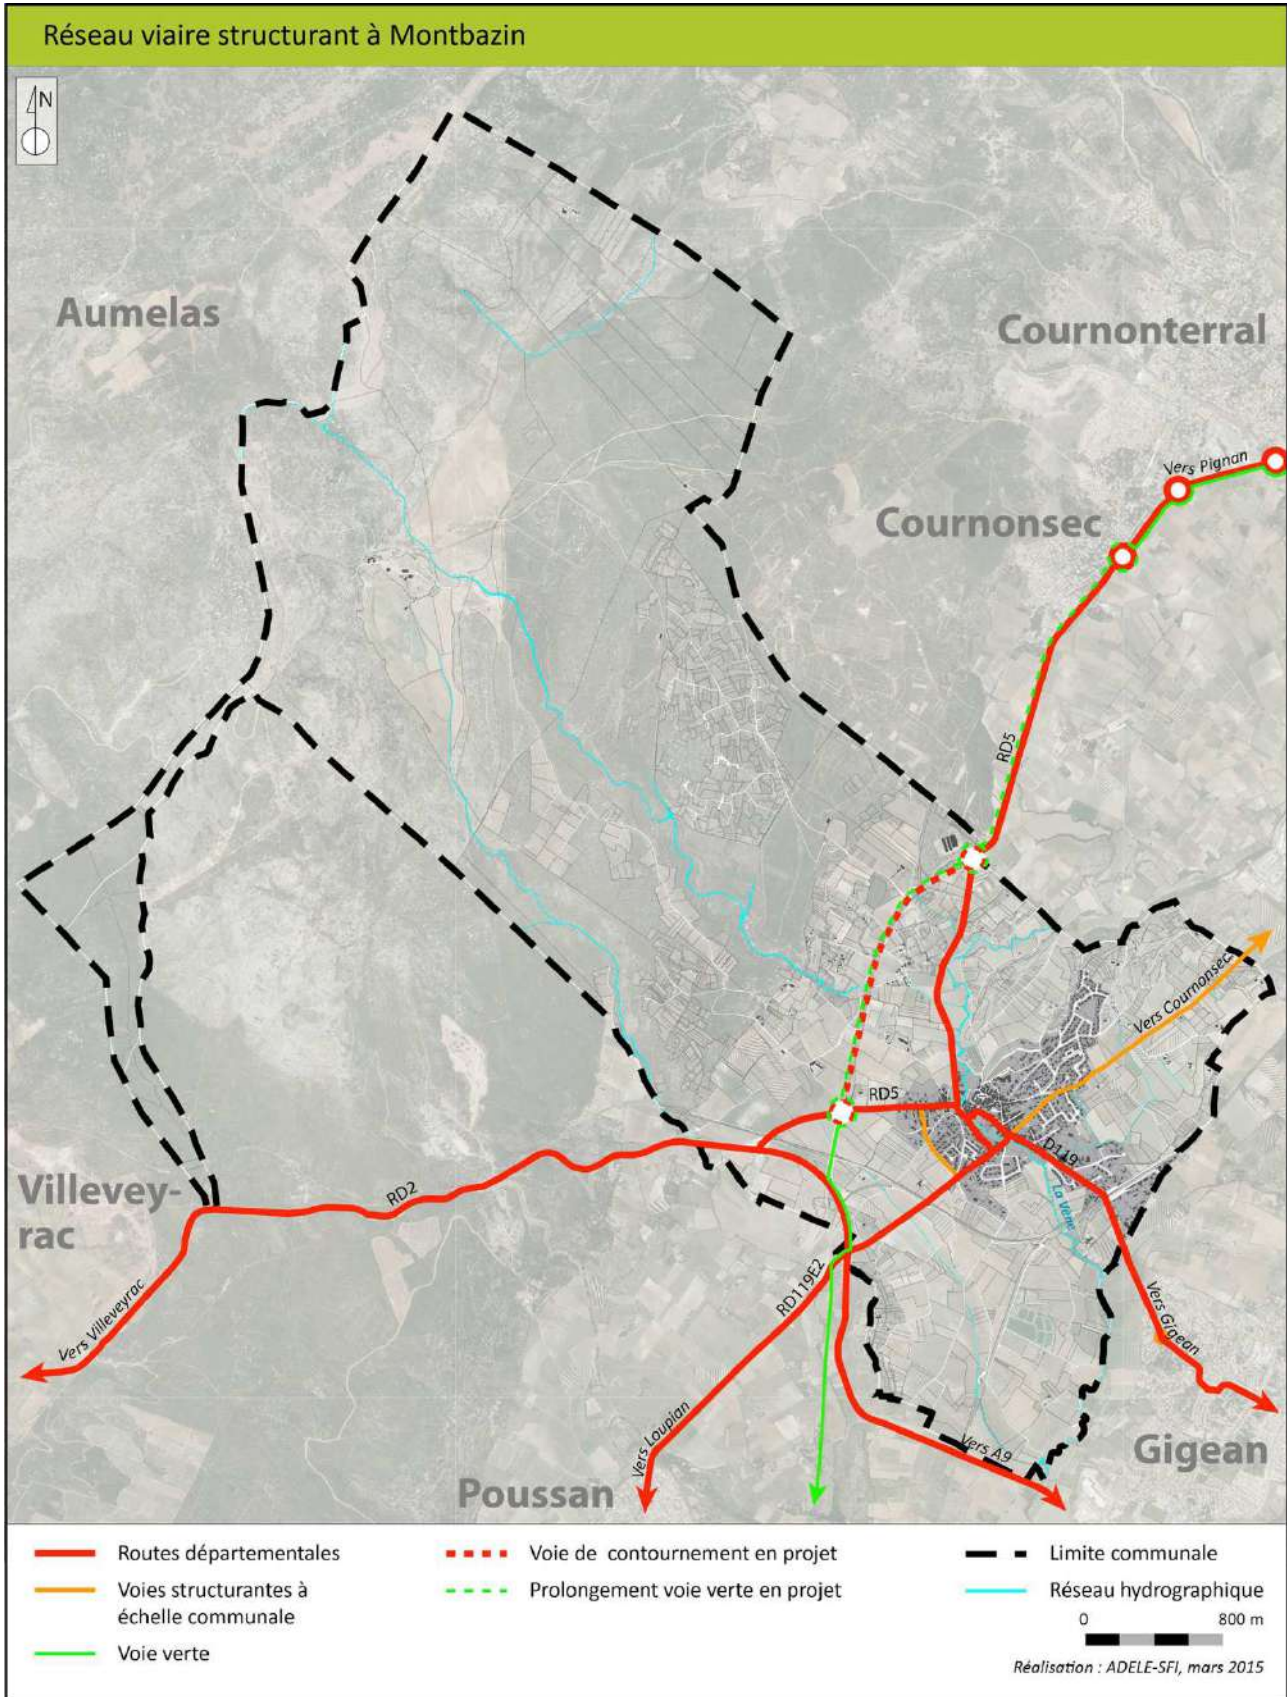 Réseau viaire structurant à Montbazin
N
Aumelas
Cournonterral
Vers Pignan
Cournonsec
RD5
Vers Cournonsec
RD5
D119
La Vène
Villevey-
rac
RD2
RD119E2
Vers Villeveyrac
Vers Gigean
Vers Loupian
Vers A9
Gigean
Poussan
Routes départementales
Voies structurantes à
échelle communale
Voie verte
Voie de contournement en projet
Prolongement voie verte en projet
Limite communale
Réseau hydrographique
0 800 m
Réalisation : ADELE-SFI, mars 2015